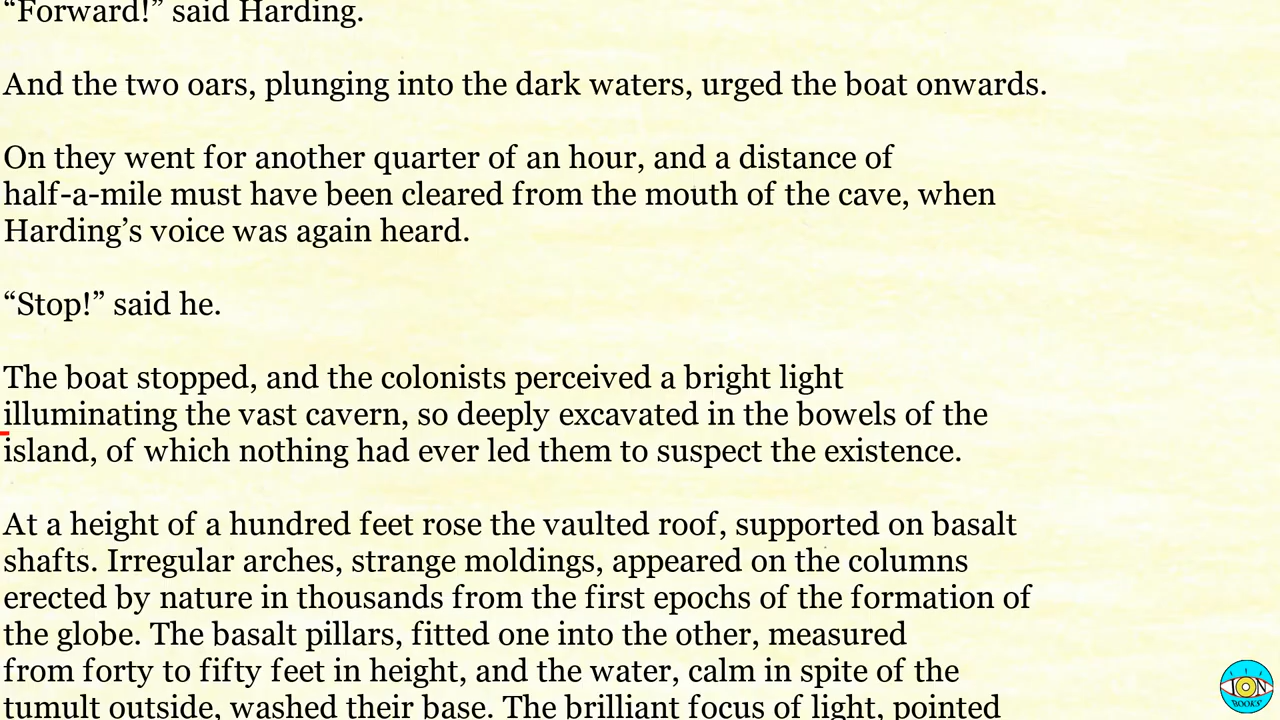 “Forward!” said Harding.
And the two oars, plunging into the dark waters, urged the boat onwards.
On they went for another quarter of an hour, and a distance of
half-a-mile must have been cleared from the mouth of the cave, when
Harding’s voice was again heard.
“Stop!” said he.
The boat stopped, and the colonists perceived a bright light
illuminating the vast cavern, so deeply excavated in the bowels of the
island, of which nothing had ever led them to suspect the existence.
At a height of a hundred feet rose the vaulted roof, supported on basalt
shafts. Irregular arches, strange moldings, appeared on the columns
erected by nature in thousands from the first epochs of the formation of
the globe. The basalt pillars, fitted one into the other, measured
from forty to fifty feet in height, and the water, calm in spite of the
tumult outside, washed their base. The brilliant focus of light, pointed
ION
BOOKS